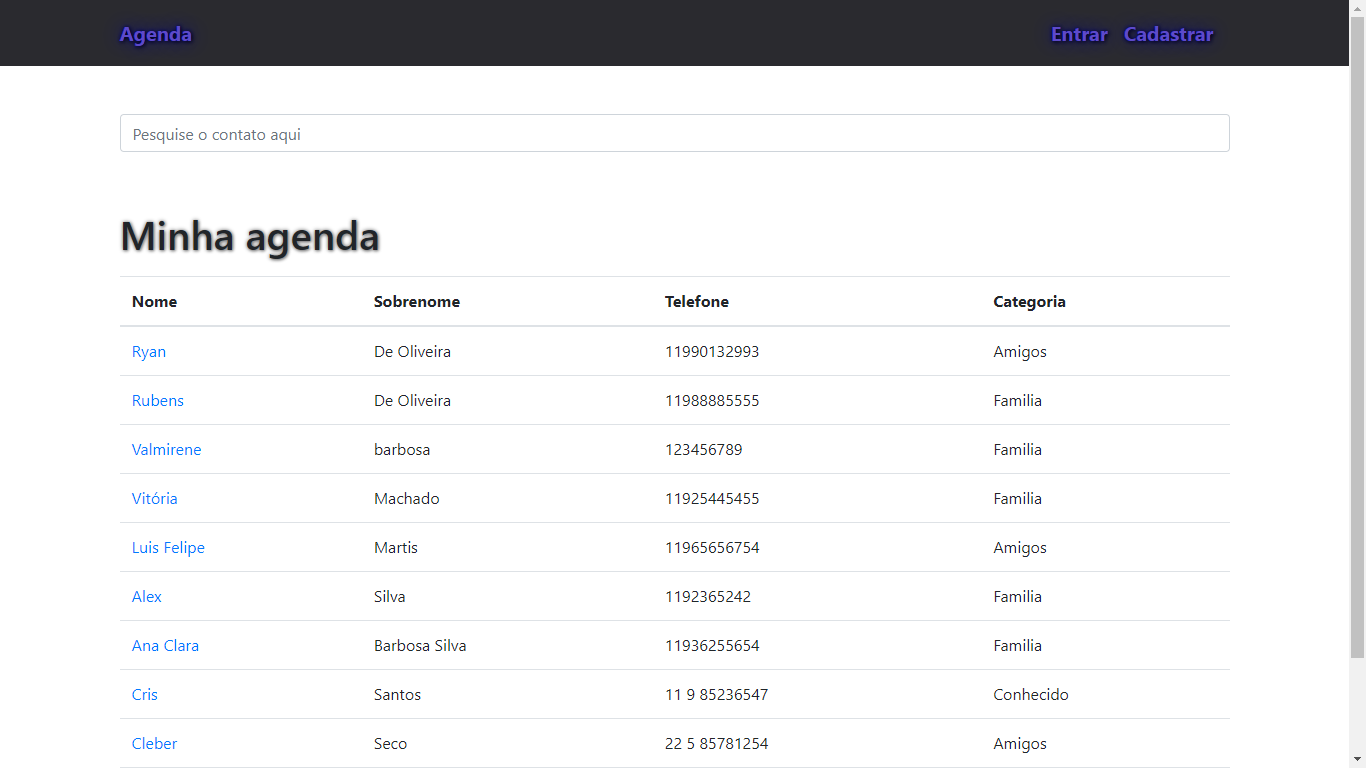 Agenda Entrar Cadastrar
Pesquise o contato aqui
Minha agenda
Nome Sobrenome Telefone Categoria
Ryan De Oliveira 11990132993 Amigos
Rubens De Oliveira 11988885555 Familia
Valmirene barbosa 123456789 Familia
Vitória Machado 11925445455 Familia
Luis Felipe Martis 11965656754 Amigos
Alex Silva 1192365242 Familia
Ana Clara Barbosa Silva 11936255654 Familia
Cris Santos 11 9 85236547 Conhecido
Cleber Seco 22 5 85781254 Amigos